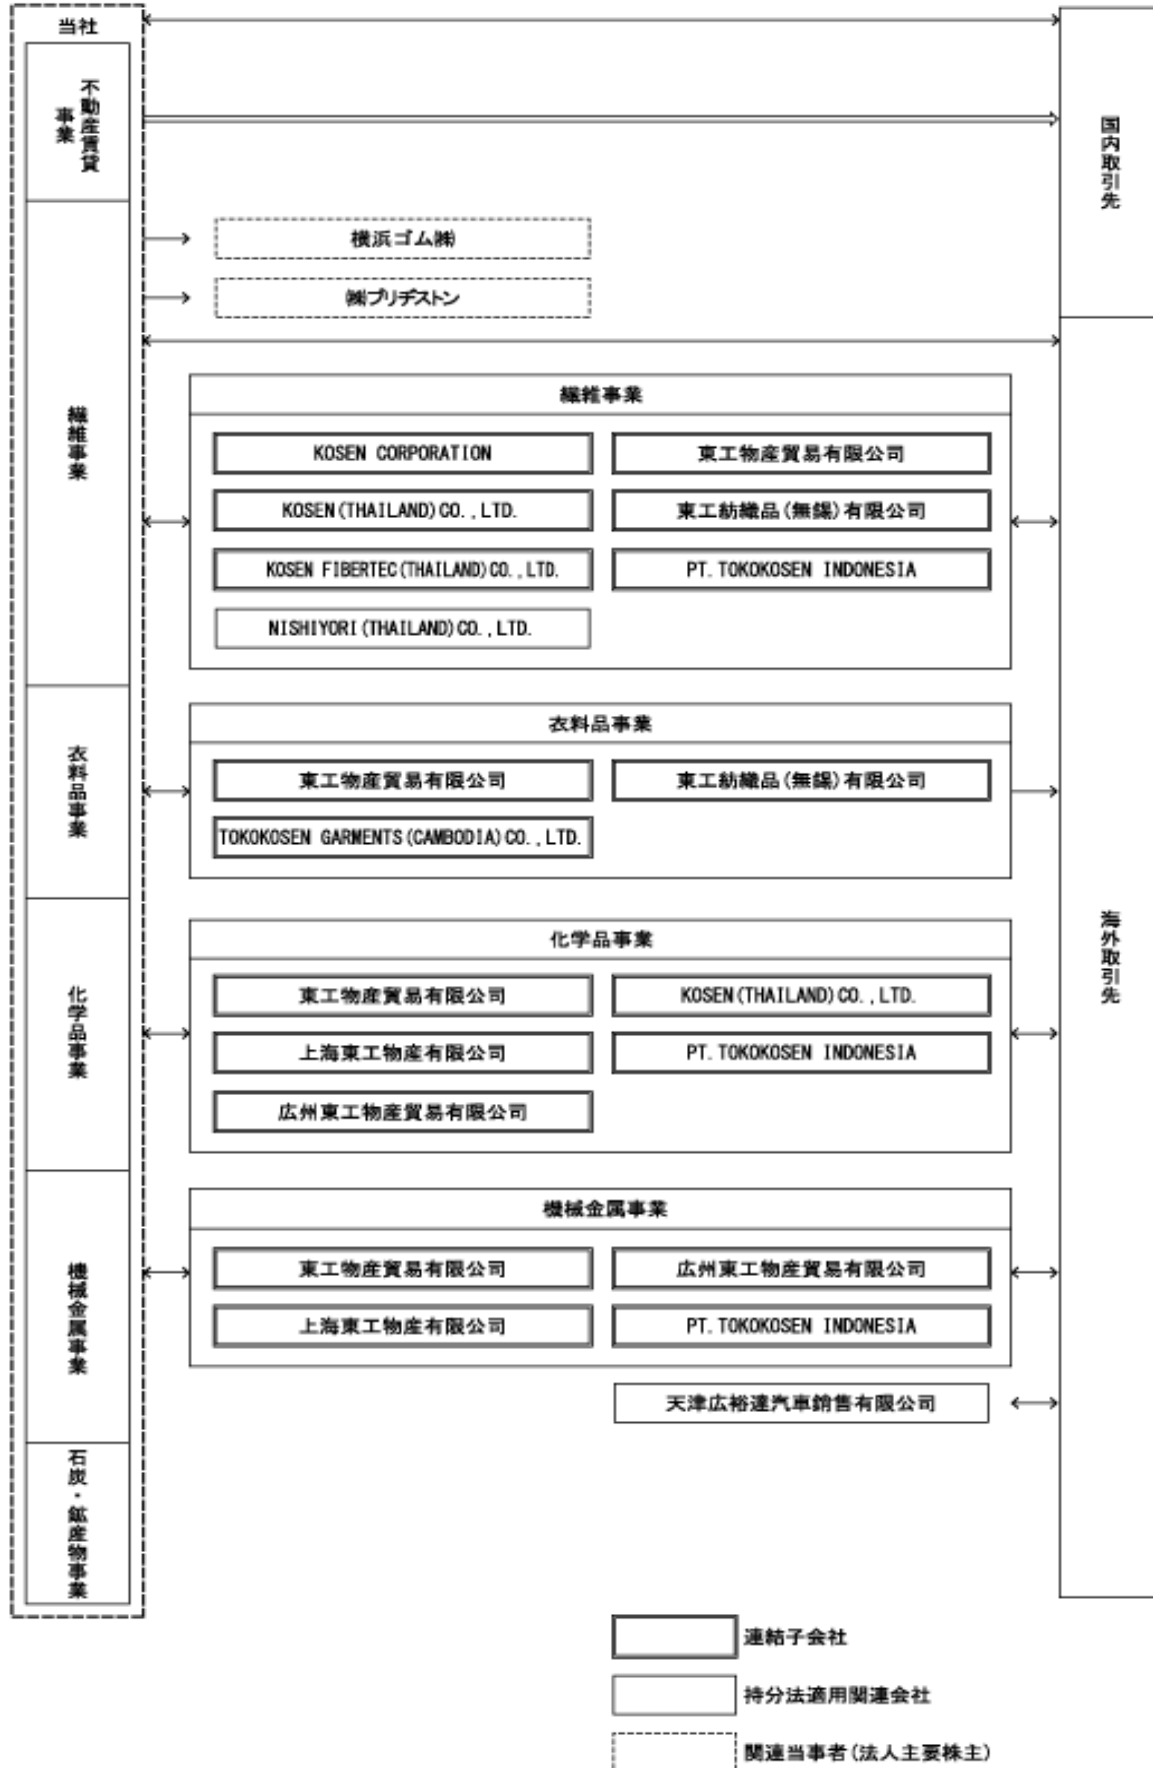 当社
不動産賃貸
事業
国内取引先
横浜ゴム㈱
㈱ブリヂストン
繊維事業
繊維事業
KOSEN CORPORATION
東工物産貿易有限公司
KOSEN(THAILAND)CO.,LTD.
東工紡織品(無錫)有限公司
KOSEN FIBERTEC(THAILAND)CO.,LTD.
PT.TOKOKOSEN INDONESIA
NISHIYORI(THAILAND)CO.,LTD.
衣料品事業
衣料品事業
東工物産貿易有限公司
東工紡織品(無錫)有限公司
TOKOKOSEN GARMENTS(CAMBODIA)CO.,LTD.
海外取引先
化学品事業
化学品事業
東工物産貿易有限公司
KOSEN(THAILAND)CO.,LTD.
上海東工物産有限公司
PT.TOKOKOSEN INDONESIA
広州東工物産貿易有限公司
機械金属事業
機械金属事業
東工物産貿易有限公司
広州東工物産貿易有限公司
上海東工物産有限公司
PT.TOKOKOSEN INDONESIA
天津広裕達汽車銷售有限公司
石炭・鉱産物事業
連結子会社
持分法適用関連会社
関連当事者(法人主要株主)